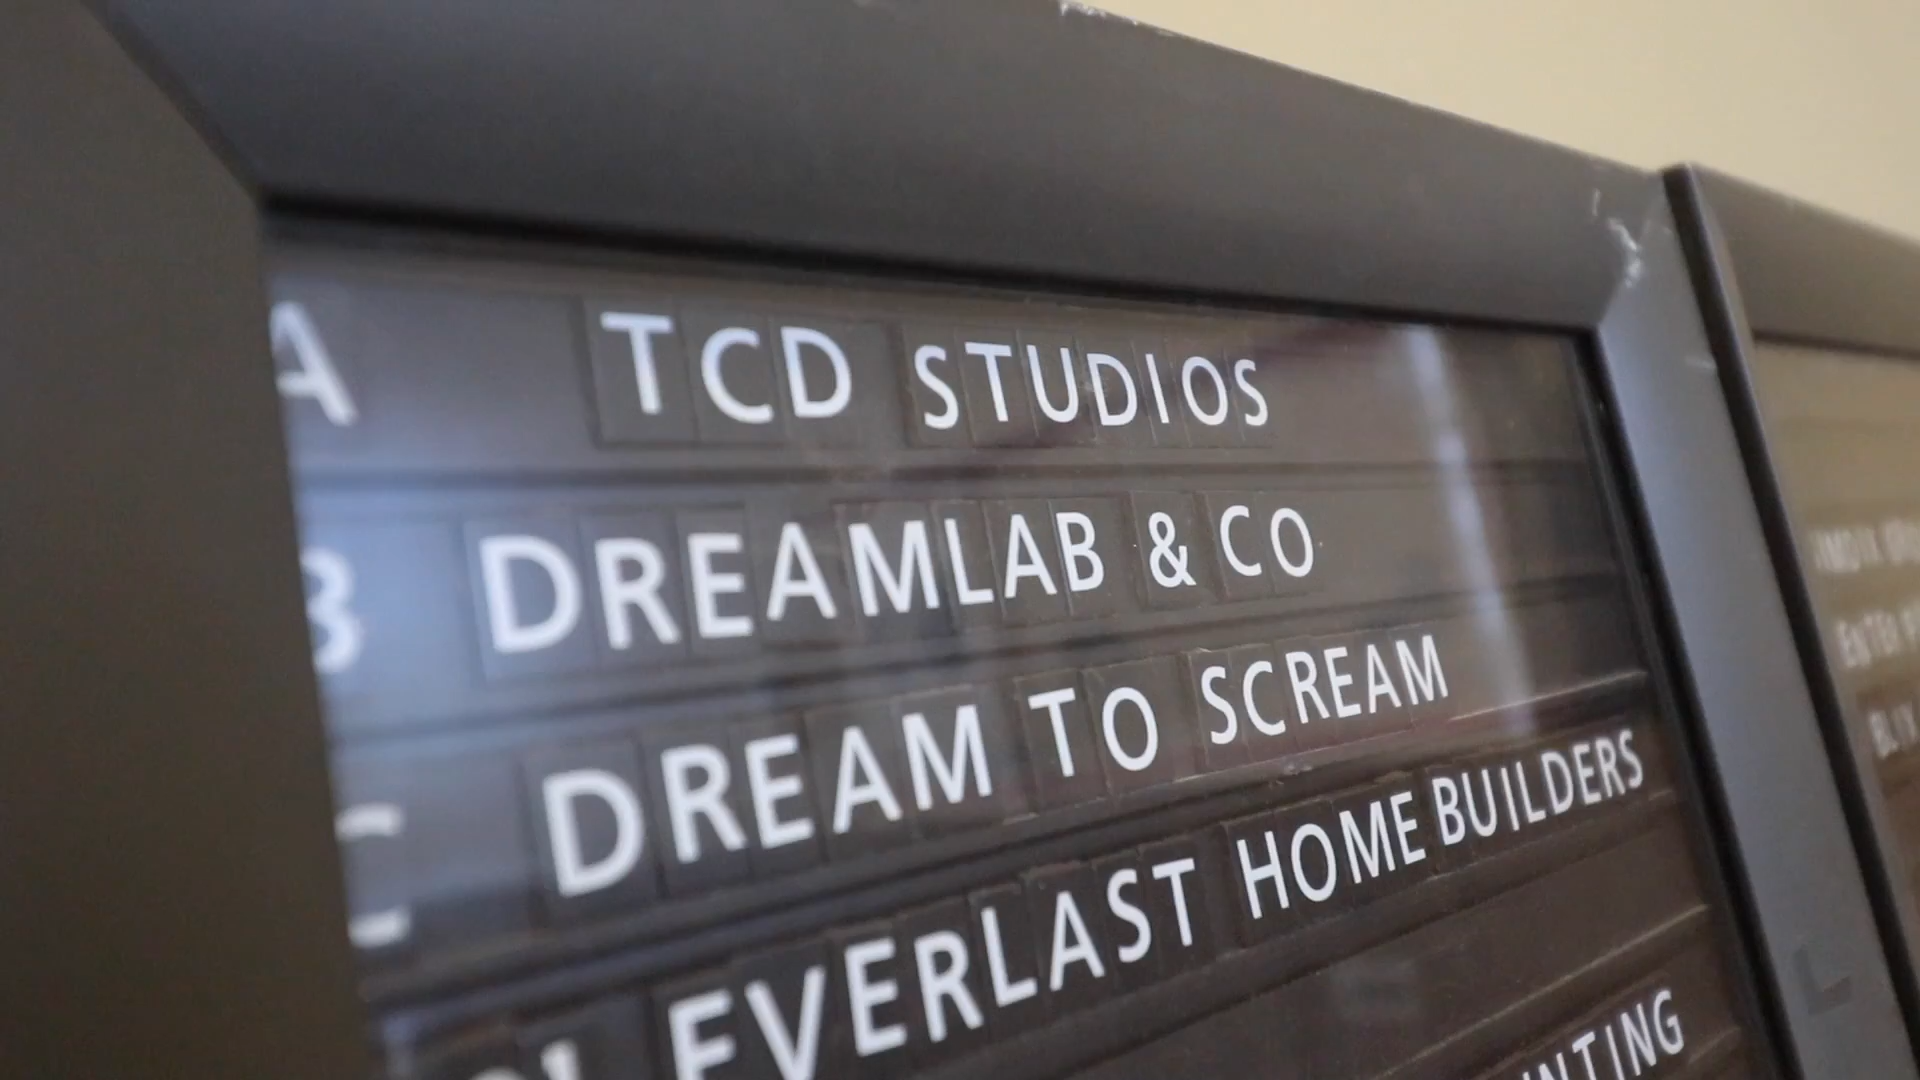 A TCD STUDIOS
B DREAMLAB & CO
C DREAM TO SCREAM
EVERLAST HOME BUILDERS